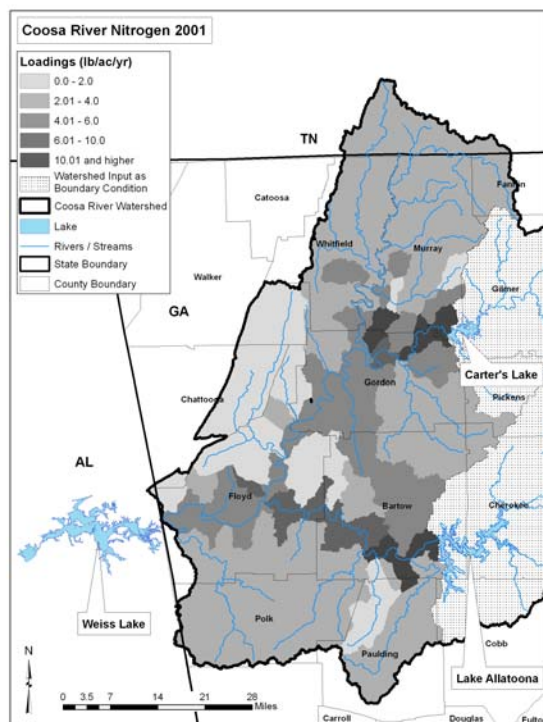 Coosa River Nitrogen 2001
Loadings (lb/ac/yr)
0.0 - 2.0
2.01 - 4.0
4.01 - 6.0
6.01 - 10.0
10.01 and higher
Watershed Input as
Boundary Condition
Coosa River Watershed
Lake
Rivers / Streams
State Boundary
County Boundary
TN
Catoosa
Fannin
Whitfield
Murray
Walker
Gilmer
GA
Carter's Lake
Gordon
Chattooga
Pickens
AL
Floyd
Bartow
Cherokee
Weiss Lake
Polk
Cobb
Paulding
Lake Allatoona
N
0 3.5 7 14 21 28
Miles
Carroll
Douglas
Fulto